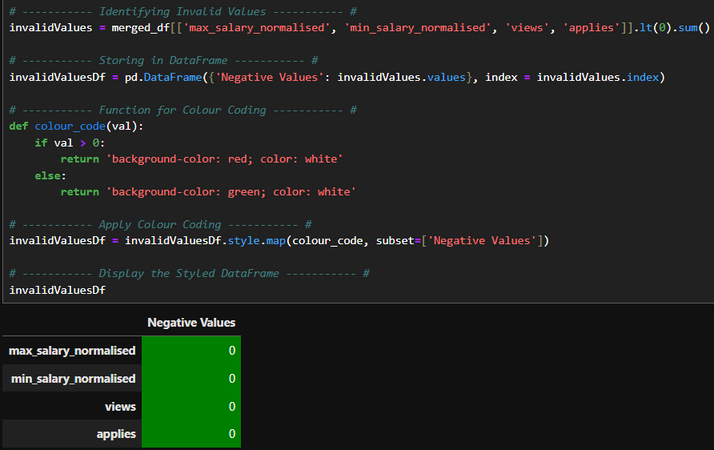 # ----------- Identifying Invalid Values ----------- #
invalidValues = merged_df[['max_salary_normalised', 'min_salary_normalised', 'views', 'applies']].lt(0).sum()
# ----------- Storing in DataFrame ----------- #
invalidValuesDf = pd.DataFrame({'Negative Values': invalidValues.values}, index = invalidValues.index)
# ----------- Function for Colour Coding ----------- #
def colour_code(val):
    if val > 0:
        return 'background-color: red; color: white'
    else:
        return 'background-color: green; color: white'
# ----------- Apply Colour Coding ----------- #
invalidValuesDf = invalidValuesDf.style.map(colour_code, subset=['Negative Values'])
# ----------- Display the Styled DataFrame ----------- #
invalidValuesDf
Negative Values
max_salary_normalised 0
min_salary_normalised 0
views 0
applies 0